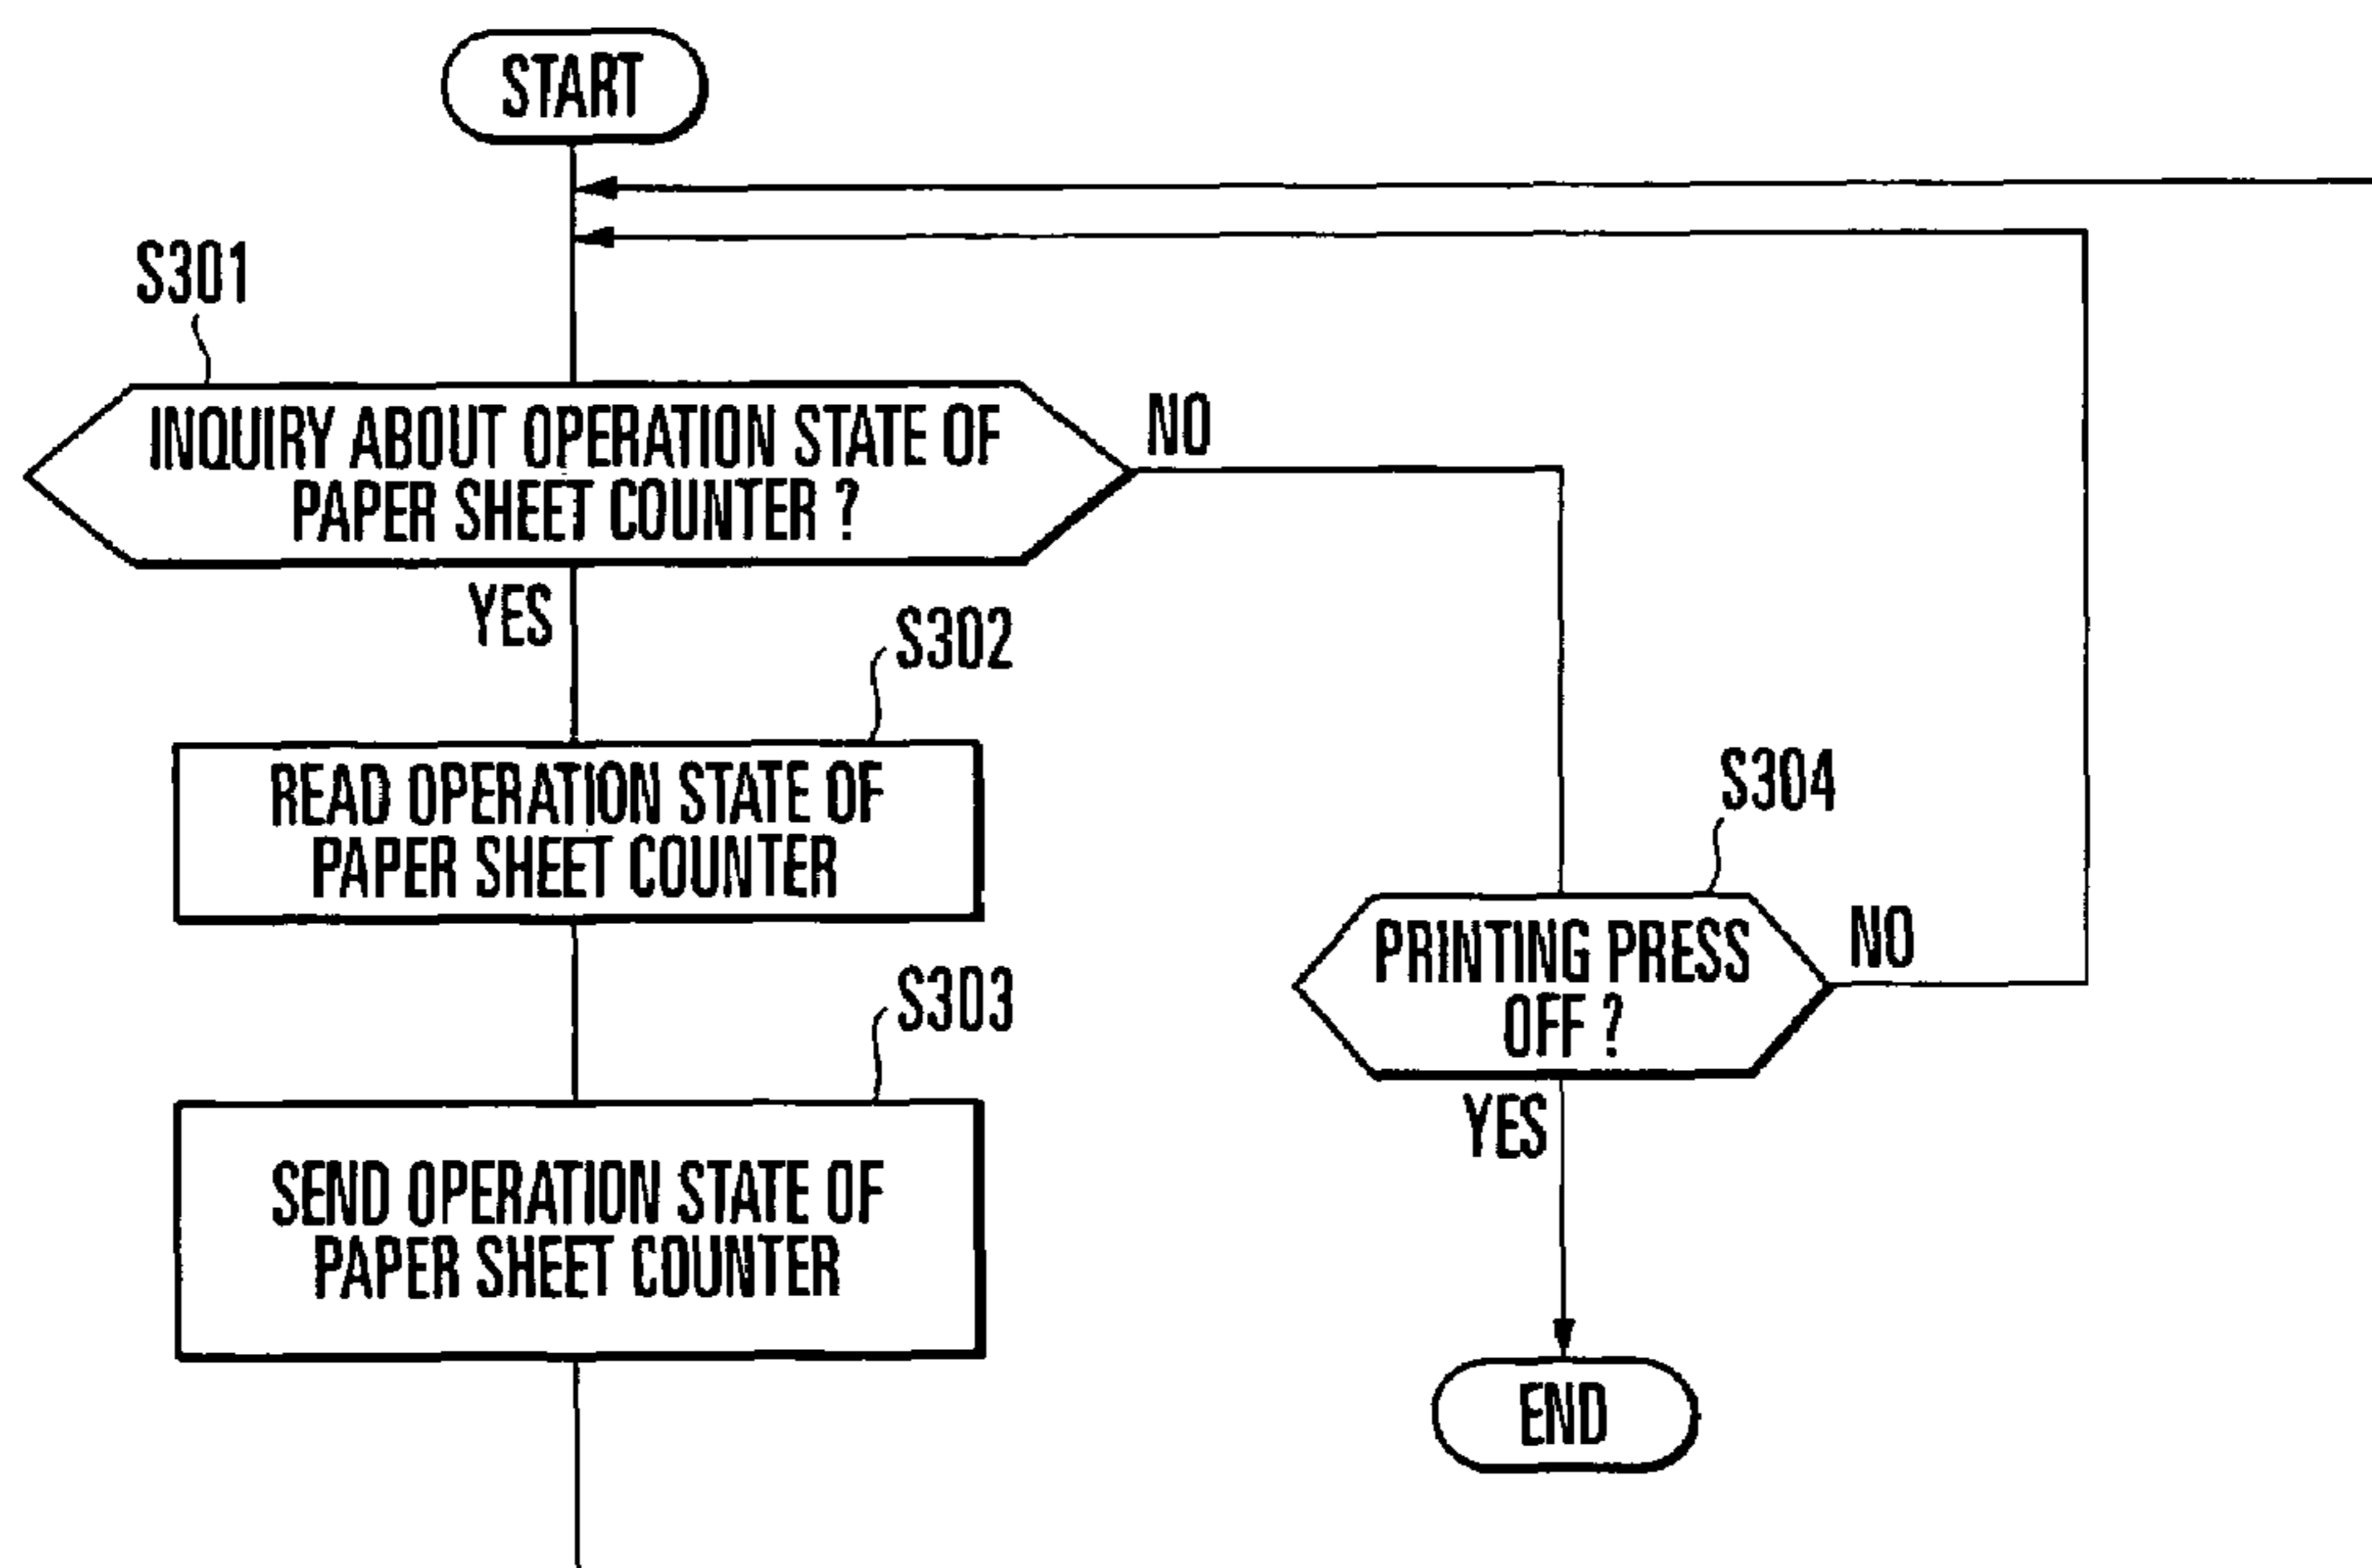 START
S301
INQUIRY ABOUT OPERATION STATE OF
PAPER SHEET COUNTER ?
NO
YES
S302
READ OPERATION STATE OF
PAPER SHEET COUNTER
S304
PRINTING PRESS
OFF ?
NO
YES
S303
SEND OPERATION STATE OF
PAPER SHEET COUNTER
END